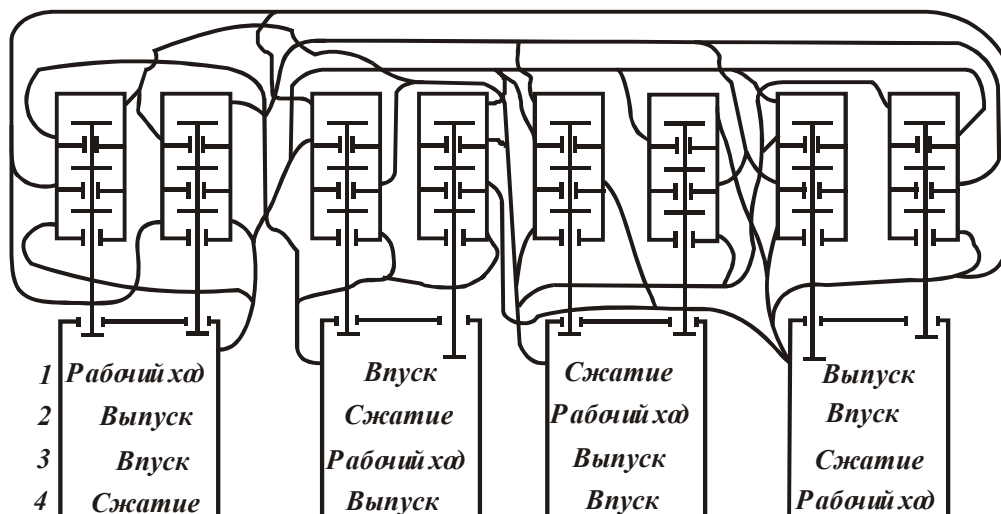 1 Рабочий ход Впуск Сжатие Выпуск
2 Выпуск Сжатие Рабочий ход Впуск
3 Впуск Рабочий ход Выпуск Сжатие
4 Сжатие Выпуск Впуск Рабочий ход